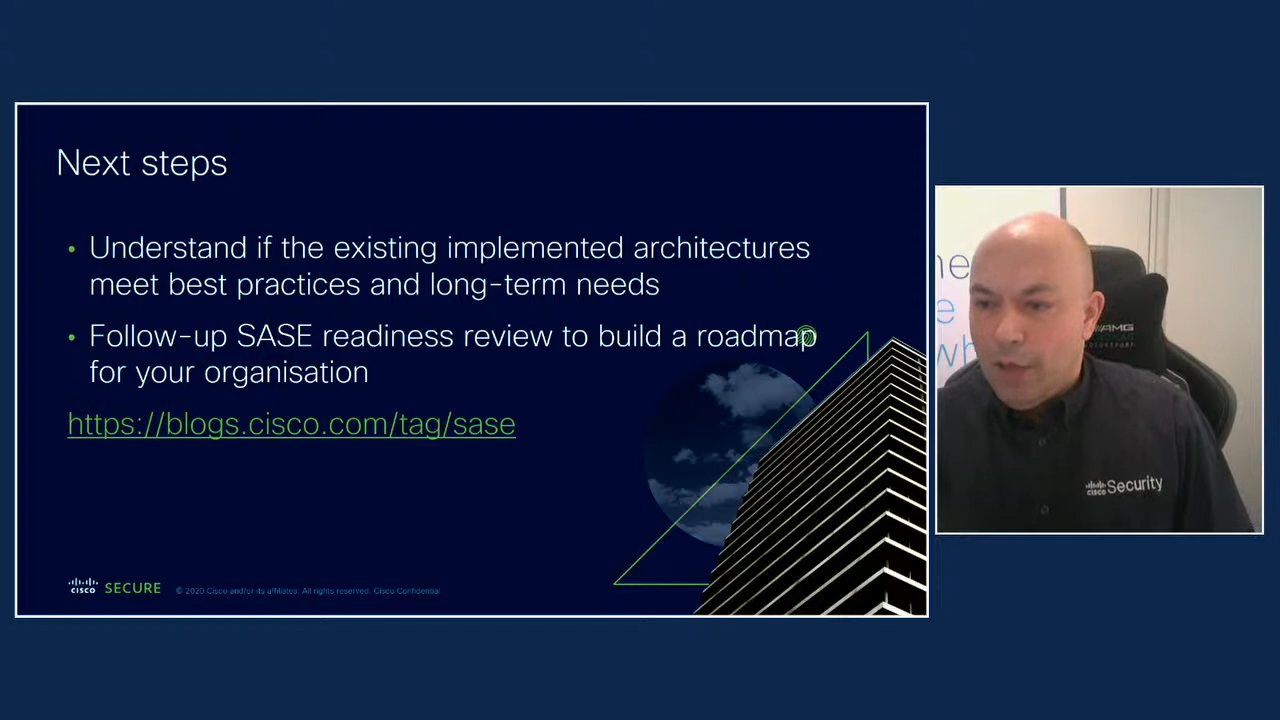 Next steps
• Understand if the existing implemented architectures
meet best practices and long-term needs
• Follow-up SASE readiness review to build a roadmap
for your organisation
https://blogs.cisco.com/tag/sase
cisco SECURE © 2020 Cisco and/or its affiliates. All rights reserved. Cisco Confidential
AMG
cisco Security